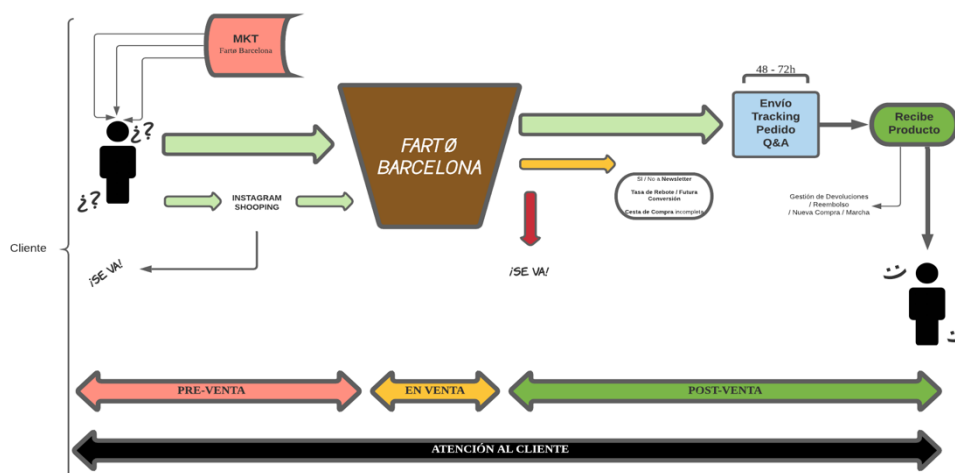 MKT
Fartø Barcelona
¿?
¿?
Cliente
INSTAGRAM
SHOOPING
¡SE VA!
FARTØ
BARCELONA
SÍ / No a Newsletter
Tasa de Rebote / Future
Conversión
Cesta de Compra incompleta
¡SE VA!
48 - 72h
Envío
Tracking
Pedido
Q&A
Recibe
Producto
Gestión de Devoluciones
/ Reembolso
/ Nueva Compra / Marcha
:)
:)
PRE-VENTA
EN VENTA
POST-VENTA
ATENCIÓN AL CLIENTE